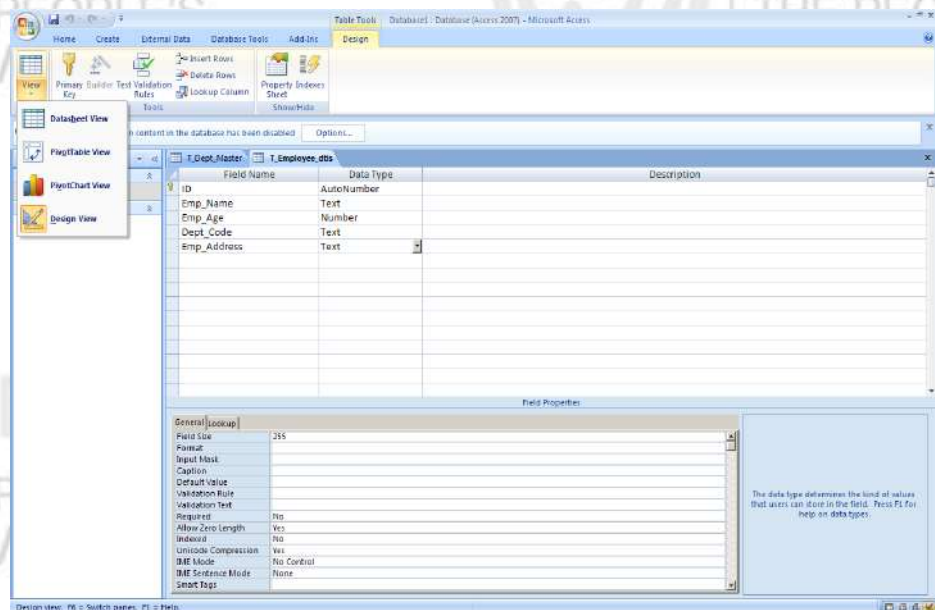 Table Tools Database1 : Database (Access 2007) - Microsoft Access
Home Create External Data Database Tools Add-Ins Design
View
Primary Key
Builder
Test Validation Rules
Insert Rows
Delete Rows
Lookup Column
Property Sheet
Indexes
Tools
Show/Hide
Datasheet View
PivotTable View
PivotChart View
Design View
content in the database has been disabled Options...
T_Dept_Master T_Employee_dtls
Field Name Data Type Description
ID AutoNumber
Emp_Name Text
Emp_Age Number
Dept_Code Text
Emp_Address Text
Field Properties
General Lookup
Field Size 255
Format
Input Mask
Caption
Default Value
Validation Rule
Validation Text
Required No
Allow Zero Length Yes
Indexed No
Unicode Compression Yes
IME Mode No Control
IME Sentence Mode None
Smart Tags
The data type determines the kind of values
that users can store in the field. Press F1 for
help on data types.
Design view. F6 = Switch panes. F1 = Help.